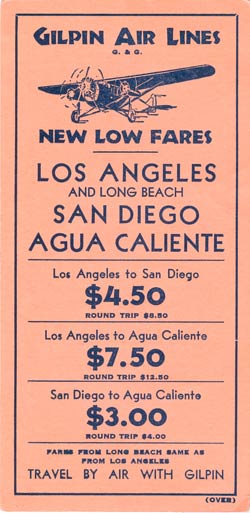 GILPIN AIR LINES
G. & G.
NEW LOW FARES
LOS ANGELES
AND LONG BEACH
SAN DIEGO
AGUA CALIENTE
Los Angeles to San Diego
$4.50
ROUND TRIP $8.50
Los Angeles to Agua Caliente
$7.50
ROUND TRIP $12.50
San Diego to Agua Caliente
$3.00
ROUND TRIP $4.00
FARES FROM LONG BEACH SAME AS
FROM LOS ANGELES
TRAVEL BY AIR WITH GILPIN
(OVER)